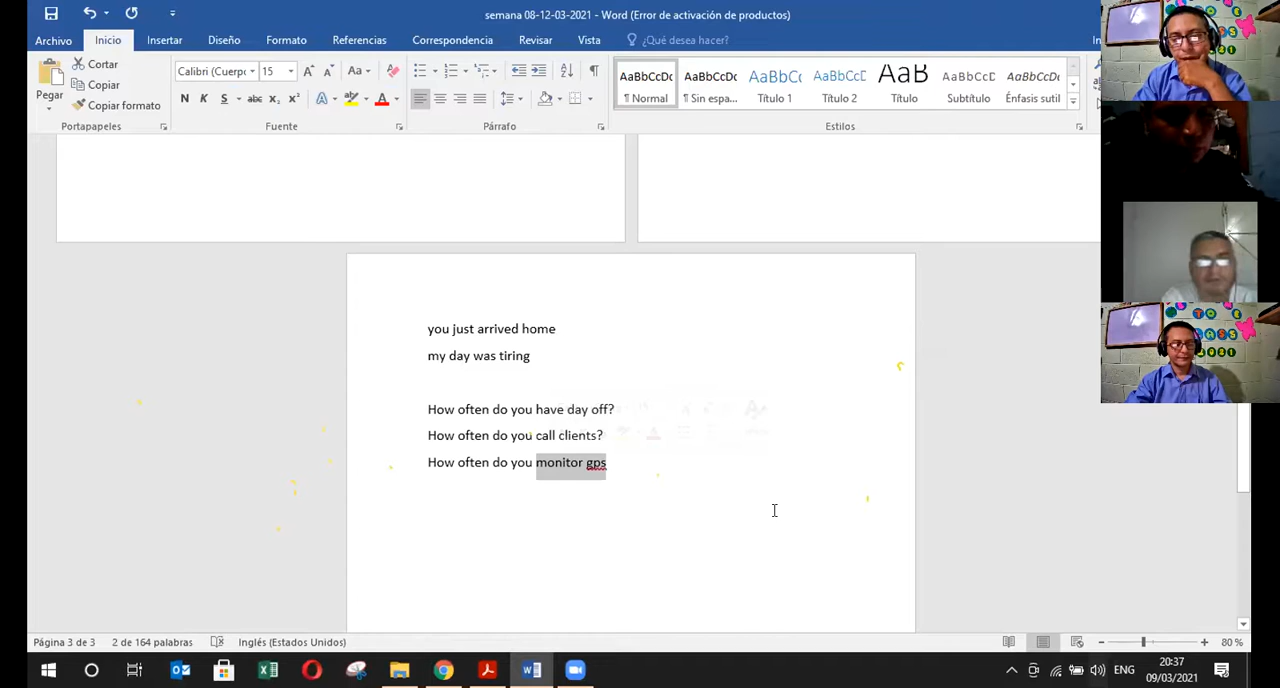 semana 08-12-03-2021 - Word (Error de activación de productos)
Archivo Inicio Insertar Diseño Formato Referencias Correspondencia Revisar Vista ¿Qué desea hacer?
Pegar
Cortar
Copiar
Copiar formato
Calibri (Cuerpo 15
N K S abc x₂ x²
AaBbCcDc AaBbCcDc AaBbCc AaBbCcE AaB AaBbCcD AaBbCcDc
¶ Normal ¶ Sin espa... Título 1 Título 2 Título Subtítulo Énfasis sutil
Portapapeles Fuente Párrafo Estilos
you just arrived home
my day was tiring
How often do you have day off?
How often do you call clients?
How often do you monitor gps
Página 3 de 3 2 de 164 palabras Inglés (Estados Unidos) 80 %
ENG
20:37
09/03/2021